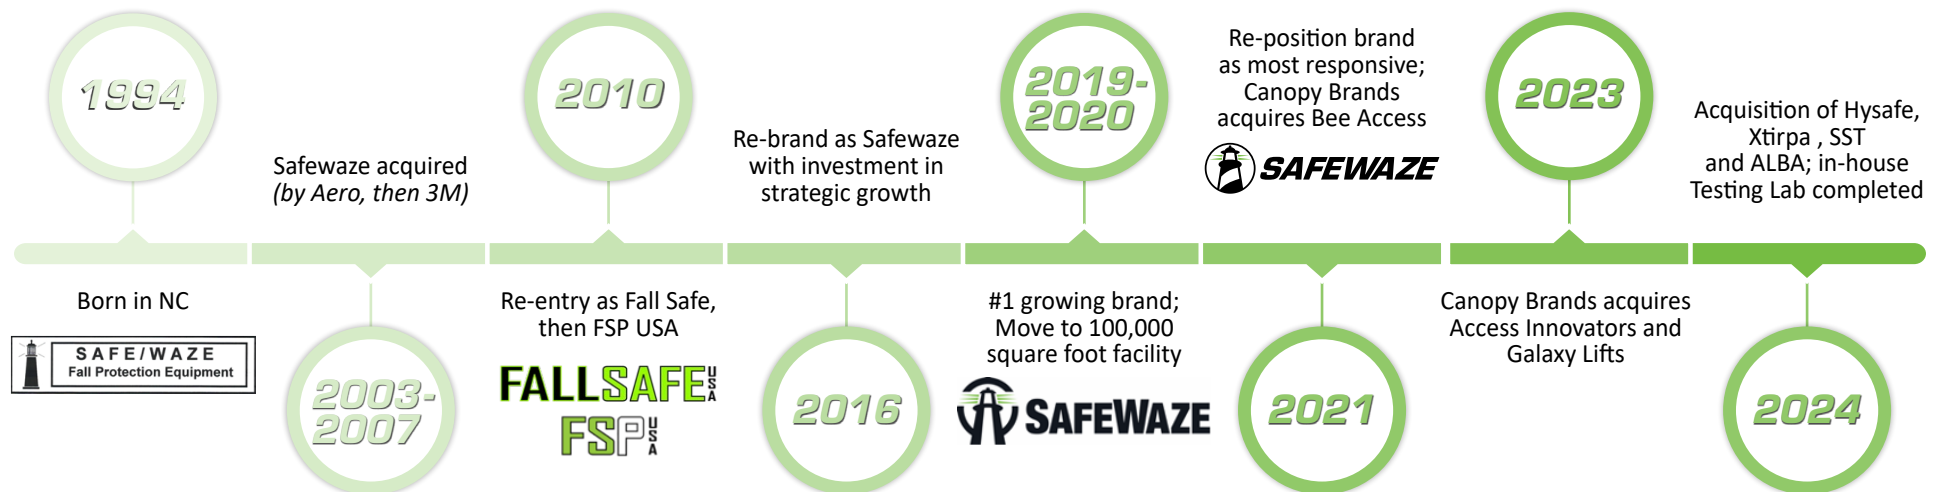 1994
Born in NC
SAFE/WAZE
Fall Protection Equipment
Safewaze acquired
(by Aero, then 3M)
2003-
2007
2010
Re-entry as Fall Safe,
then FSP USA
FALLSAFE USA
FSP USA
Re-brand as Safewaze
with investment in
strategic growth
2016
2019-
2020
#1 growing brand;
Move to 100,000
square foot facility
SAFEWAZE
Re-position brand
as most responsive;
Canopy Brands
acquires Bee Access
SAFEWAZE
2021
2023
Canopy Brands acquires
Access Innovators and
Galaxy Lifts
Acquisition of Hysafe,
Xtirpa , SST
and ALBA; in-house
Testing Lab completed
2024